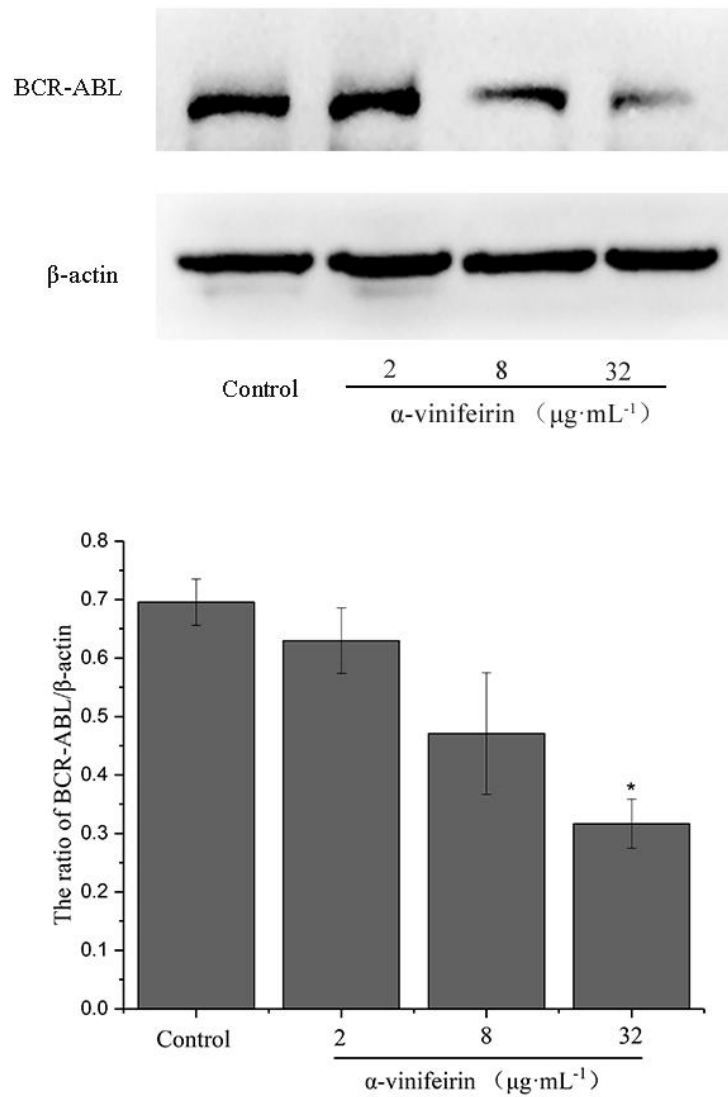 BCR-ABL
β-actin
Control 2 8 32
α-vinifeirin （μg·mL⁻¹）
The ratio of BCR-ABL/β-actin
0.8
0.7
0.6
0.5
0.4
0.3
0.2
0.1
0.0
*
Control 2 8 32
α-vinifeirin （μg·mL⁻¹）